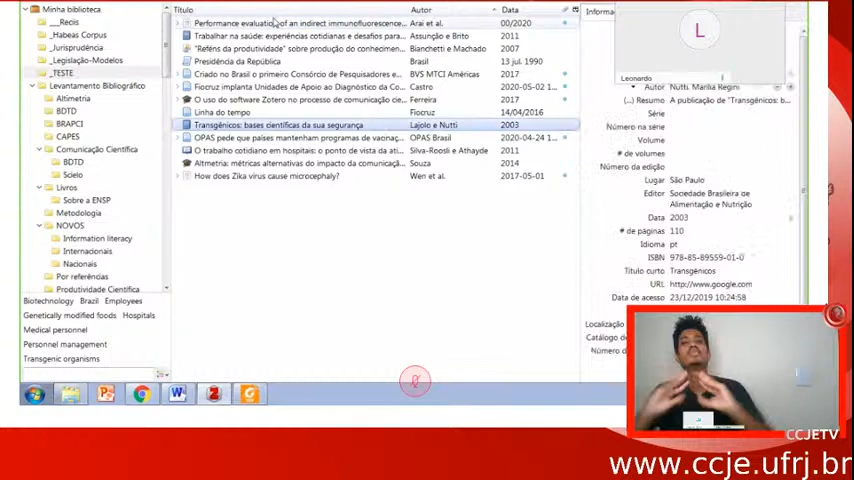 Minha biblioteca
__Recis
_Habeas Corpus
_Jurisprudência
_Legislação-Modelos
_TESTE
Levantamento Bibliográfico
Altimetria
BDTD
BRAPCI
CAPES
Comunicação Científica
BDTD
Scielo
Livros
Sobre a ENSP
Metodologia
NOVOS
Information literacy
Internacionais
Nacionais
Por referências
Produtividade Científica
Biotechnology Brazil Employees
Genetically modified foods Hospitals
Medical personnel
Personnel management
Transgenic organisms
Título Autor Data
Performance evaluation of an indirect immunofluorescence... Arai et al. 00/2020
Trabalhar na saúde: experiências cotidianas e desafios para... Assunção e Brito 2011
"Reféns da produtividade" sobre produção do conhecimen... Bianchetti e Machado 2007
Presidência da República Brasil 13 jul. 1990
Criado no Brasil o primeiro Consórcio de Pesquisadores e... BVS MTCI Américas 2017
Fiocruz implanta Unidades de Apoio ao Diagnóstico da Co... Castro 2020-05-02 1...
O uso do software Zotero no processo de comunicação cie... Ferreira 2017
Linha do tempo Fiocruz 14/04/2016
Transgênicos: bases científicas da sua segurança Lajolo e Nutti 2003
OPAS pede que países mantenham programas de vacinaç... OPAS Brasil 2020-04-24 1...
O trabalho cotidiano em hospitais: o ponto de vista da ati... Silva-Roosli e Athayde 2011
Altmetria: métricas alternativas do impacto da comunicaçã... Souza 2014
How does Zika virus cause microcephaly? Wen et al. 2017-05-01
Informa
L
Leonardo
Autor Nutti, Marília Regini
(...) Resumo A publicação de "Transgênicos: b...
Série
Número na série
Volume
# de volumes
Número da edição
Lugar São Paulo
Editor Sociedade Brasileira de
Alimentação e Nutrição
Data 2003
# de páginas 110
Idioma pt
ISBN 978-85-89559-01-0
Título curto Transgênicos
URL http://www.google.com
Data de acesso 23/12/2019 10:24:58
Localização
Catálogo de
Número d
CCJETV
www.ccje.ufrj.br